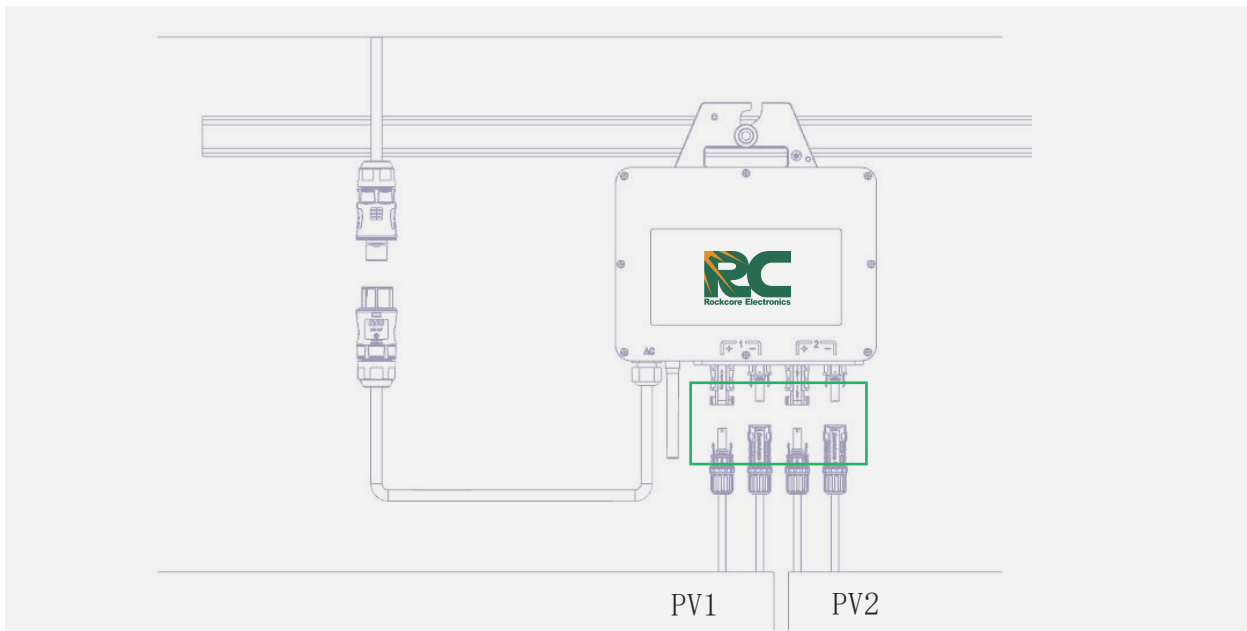 RC
Rockcore Electronics
AC
+ 1 - + 2 -
PV1 PV2